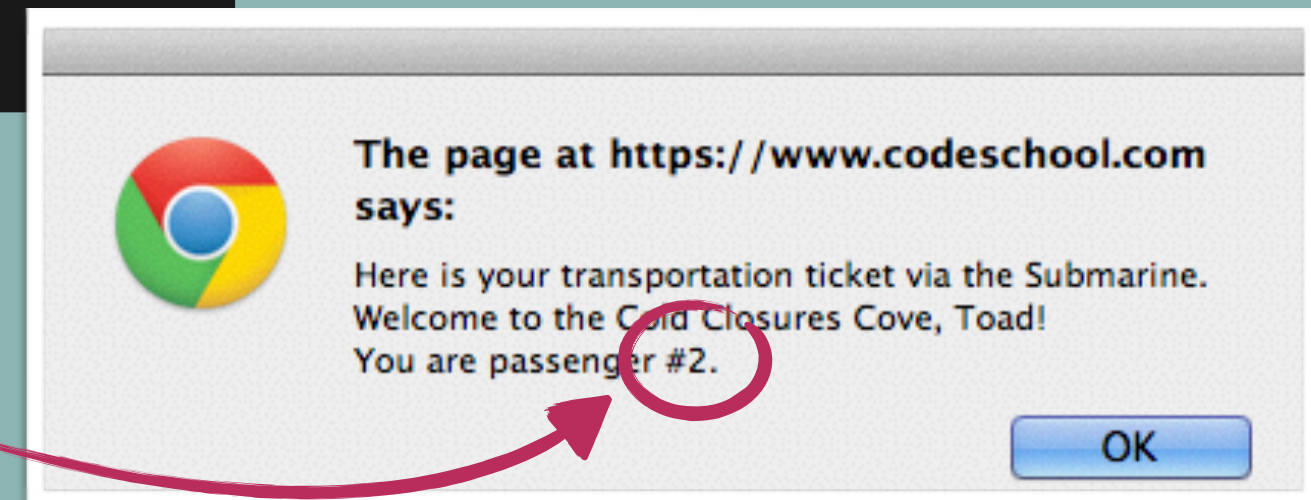 The page at https://www.codeschool.com
says:
Here is your transportation ticket via the Submarine.
Welcome to the Cold Closures Cove, Toad!
You are passenger #2.
OK